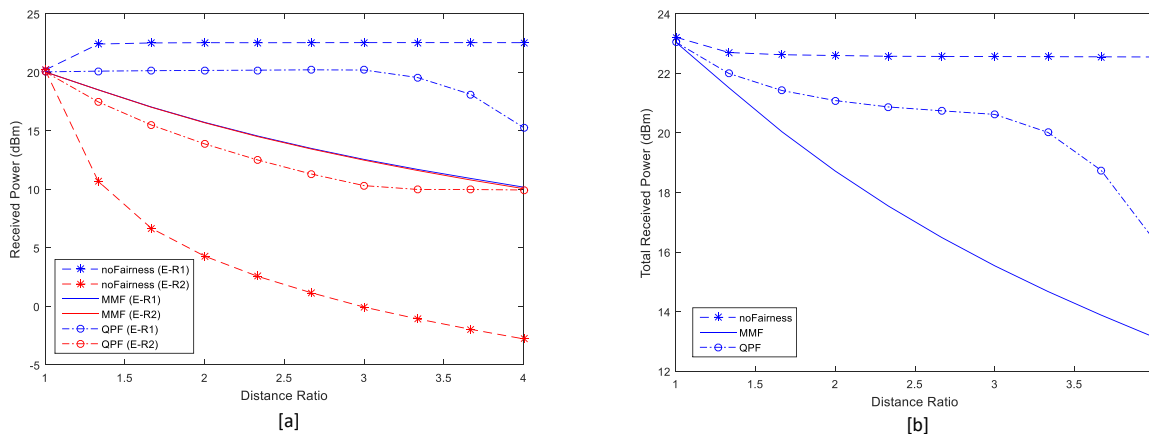 25
20
15
10
5
0
-5
Received Power (dBm)
noFairness (E-R1)
noFairness (E-R2)
MMF (E-R1)
MMF (E-R2)
QPF (E-R1)
QPF (E-R2)
1
1.5
2
2.5
3
3.5
4
Distance Ratio
[a]
24
22
20
18
16
14
12
Total Received Power (dBm)
noFairness
MMF
QPF
1
1.5
2
2.5
3
3.5
Distance Ratio
[b]